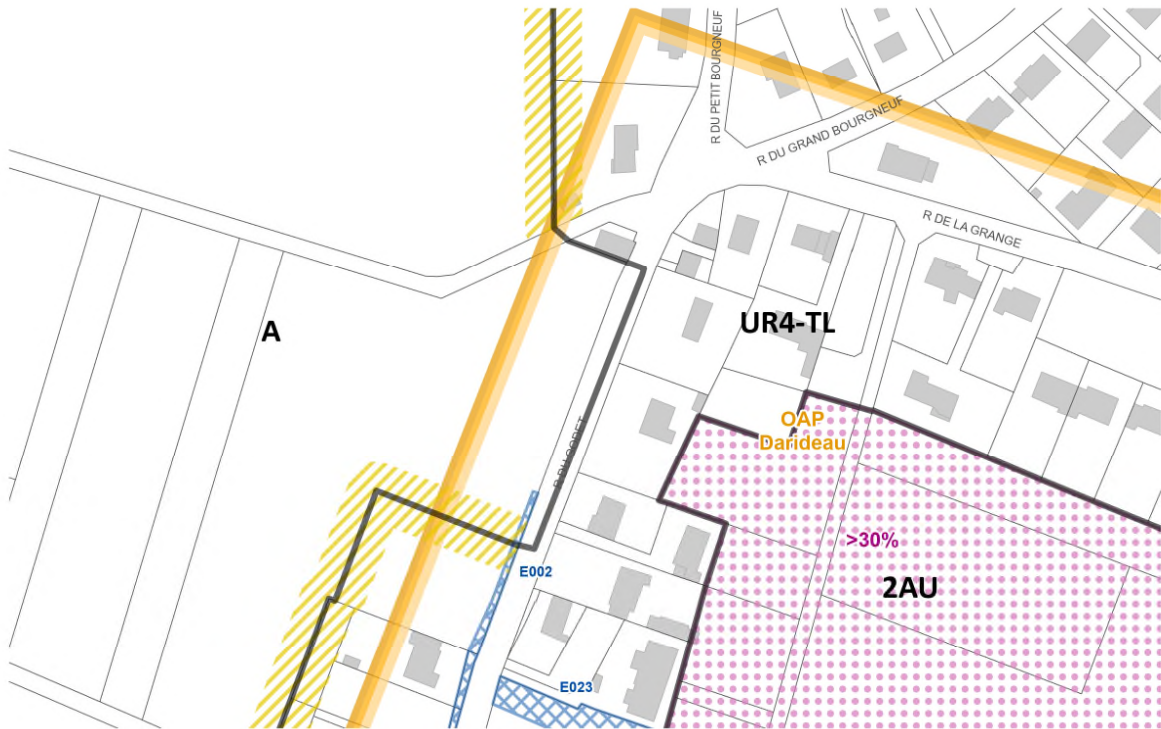 R DU PETIT BOURGNEUF
R DU GRAND BOURGNEUF
R DE LA GRANGE
A
UR4-TL
OAP
Darideau
>30%
2AU
E002
E023